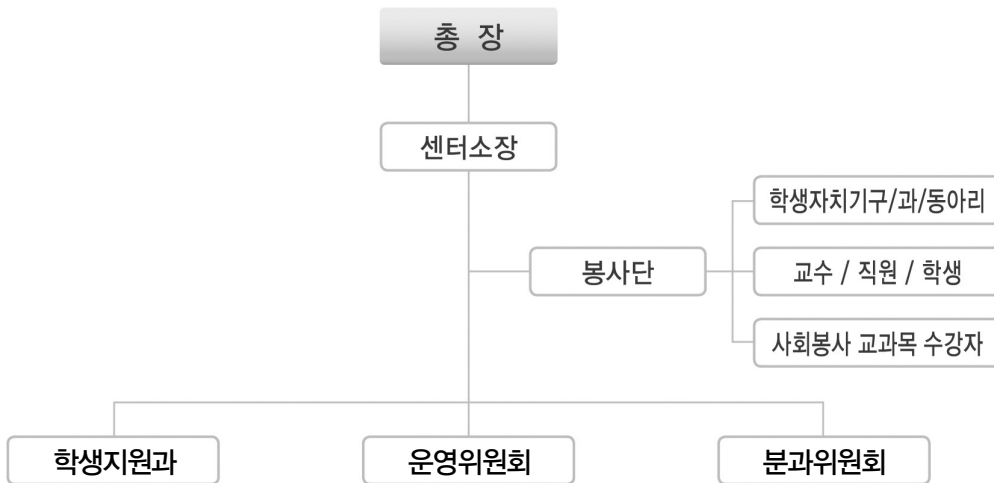 총 장
센터소장
학생자치기구/과/동아리
봉사단
교수 / 직원 / 학생
사회봉사 교과목 수강자
학생지원과
운영위원회
분과위원회